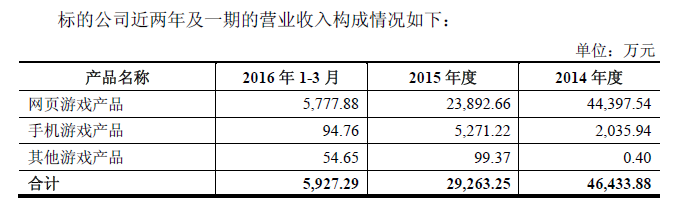 标的公司近两年及一期的营业收入构成情况如下：
单位：万元
产品名称 2016 年 1-3 月 2015 年度 2014 年度
网页游戏产品 5,777.88 23,892.66 44,397.54
手机游戏产品 94.76 5,271.22 2,035.94
其他游戏产品 54.65 99.37 0.40
合计 5,927.29 29,263.25 46,433.88